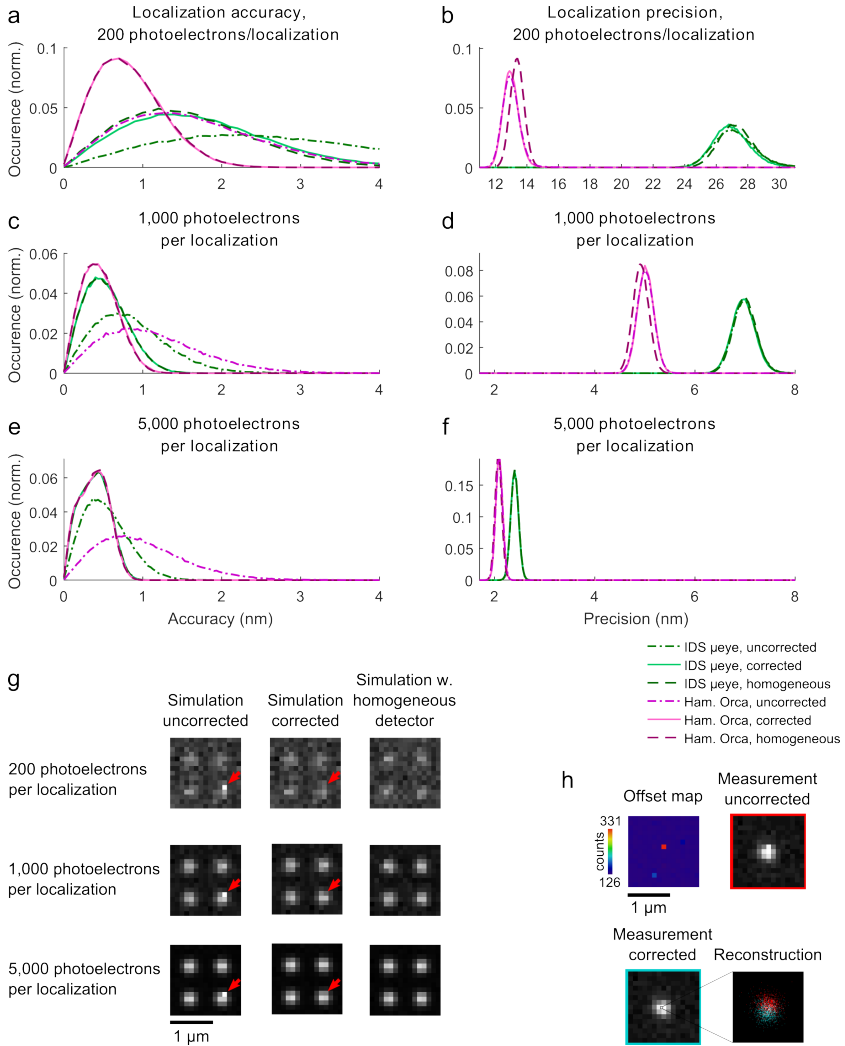 a
Localization accuracy,
200 photoelectrons/localization
Occurence (norm.)
0.1
0.05
0
0 1 2 3 4
b
Localization precision,
200 photoelectrons/localization
0.1
0.05
0
12 14 16 18 20 22 24 26 28 30
c
1,000 photoelectrons
per localization
Occurence (norm.)
0.06
0.04
0.02
0
0 1 2 3 4
d
1,000 photoelectrons
per localization
0.08
0.06
0.04
0.02
0
2 4 6 8
e
5,000 photoelectrons
per localization
Occurence (norm.)
0.06
0.04
0.02
0
0 1 2 3 4
Accuracy (nm)
f
5,000 photoelectrons
per localization
0.15
0.1
0.05
0
2 4 6 8
Precision (nm)
IDS µeye, uncorrected
IDS µeye, corrected
IDS µeye, homogeneous
Ham. Orca, uncorrected
Ham. Orca, corrected
Ham. Orca, homogeneous
g
Simulation
uncorrected
Simulation
corrected
Simulation w.
homogeneous
detector
200 photoelectrons
per localization
1,000 photoelectrons
per localization
5,000 photoelectrons
per localization
1 µm
h
Offset map
331
counts
126
1 µm
Measurement
uncorrected
Measurement
corrected
Reconstruction